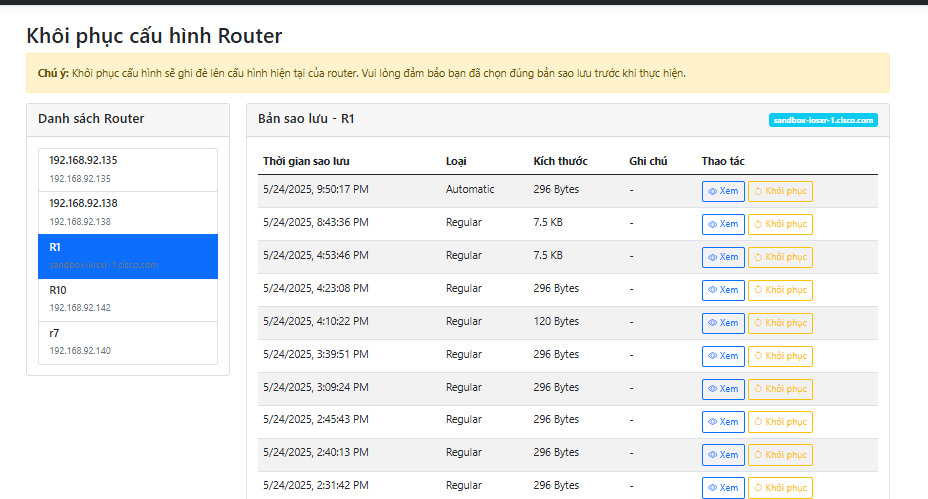 Khôi phục cấu hình Router
Chú ý: Khôi phục cấu hình sẽ ghi đè lên cấu hình hiện tại của router. Vui lòng đảm bảo bạn đã chọn đúng bản sao lưu trước khi thực hiện.
Danh sách Router
192.168.92.135
192.168.92.135
192.168.92.138
192.168.92.138
R1
sandbox-iosxr-1.cisco.com
R10
192.168.92.142
r7
192.168.92.140
Bản sao lưu - R1 sandbox-iosxr-1.cisco.com
Thời gian sao lưu Loại Kích thước Ghi chú Thao tác
5/24/2025, 9:50:17 PM Automatic 296 Bytes - Xem Khôi phục
5/24/2025, 8:43:36 PM Regular 7.5 KB - Xem Khôi phục
5/24/2025, 4:53:46 PM Regular 7.5 KB - Xem Khôi phục
5/24/2025, 4:23:08 PM Regular 296 Bytes - Xem Khôi phục
5/24/2025, 4:10:22 PM Regular 120 Bytes - Xem Khôi phục
5/24/2025, 3:39:51 PM Regular 296 Bytes - Xem Khôi phục
5/24/2025, 3:09:24 PM Regular 296 Bytes - Xem Khôi phục
5/24/2025, 2:45:43 PM Regular 296 Bytes - Xem Khôi phục
5/24/2025, 2:40:13 PM Regular 296 Bytes - Xem Khôi phục
5/24/2025, 2:31:42 PM Regular 296 Bytes - Xem Khôi phục